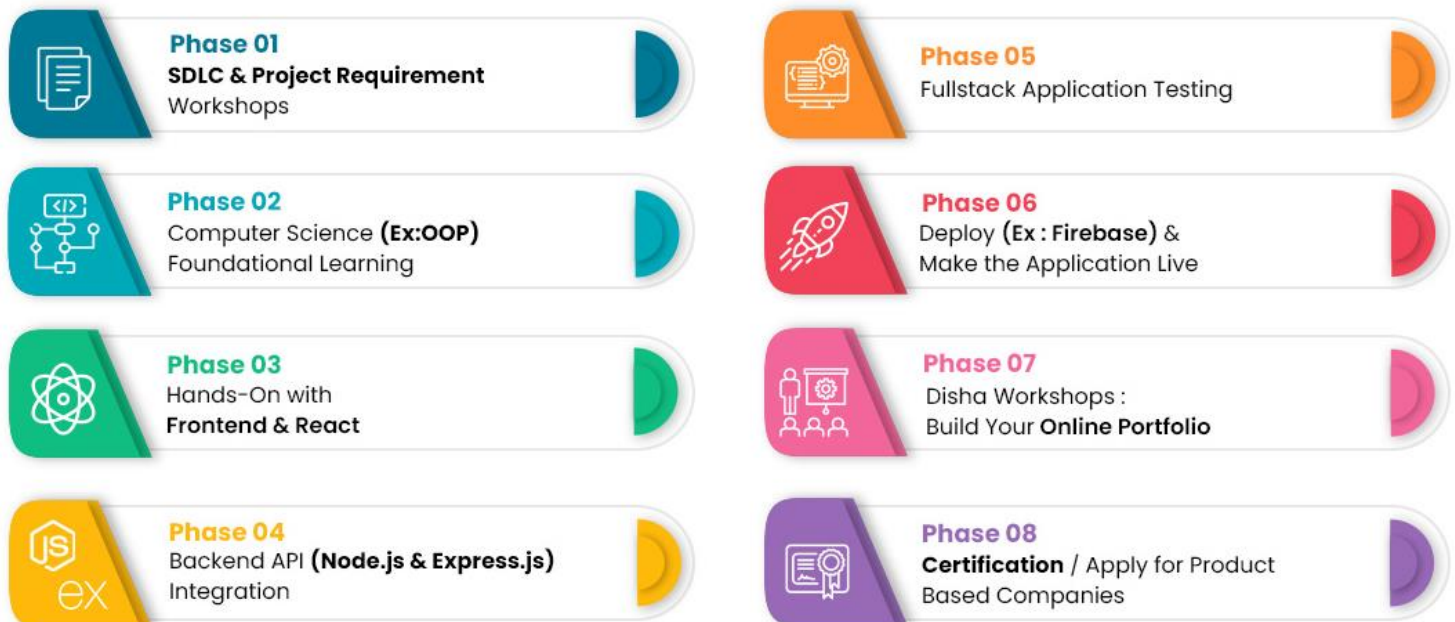 Phase 01
SDLC & Project Requirement
Workshops
Phase 02
Computer Science (Ex:OOP)
Foundational Learning
Phase 03
Hands-On with
Frontend & React
JS
ex
Phase 04
Backend API (Node.js & Express.js)
Integration
Phase 05
Fullstack Application Testing
Phase 06
Deploy (Ex : Firebase) &
Make the Application Live
Phase 07
Disha Workshops :
Build Your Online Portfolio
Phase 08
Certification / Apply for Product
Based Companies